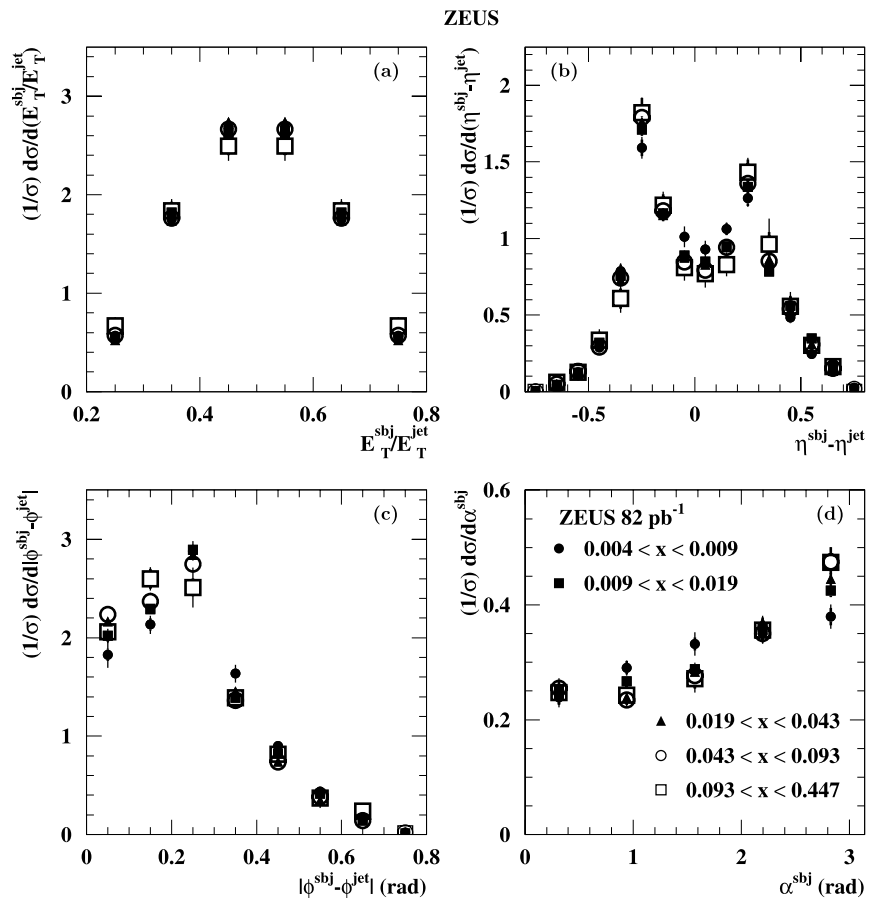 ZEUS
(a)
(1/σ) dσ/d(E_T^sbj/E_T^jet)
3
2
1
0
0.2 0.4 0.6 0.8
E_T^sbj/E_T^jet
(b)
(1/σ) dσ/d(η^sbj-η^jet)
2
1.5
1
0.5
0
-0.5 0 0.5
η^sbj-η^jet
(c)
(1/σ) dσ/d|ϕ^sbj-ϕ^jet|
3
2
1
0
0 0.2 0.4 0.6 0.8
|ϕ^sbj-ϕ^jet| (rad)
(d)
(1/σ) dσ/dα^sbj
0.6
0.4
0.2
0
ZEUS 82 pb^-1
0.004 < x < 0.009
0.009 < x < 0.019
0.019 < x < 0.043
0.043 < x < 0.093
0.093 < x < 0.447
0 1 2 3
α^sbj (rad)